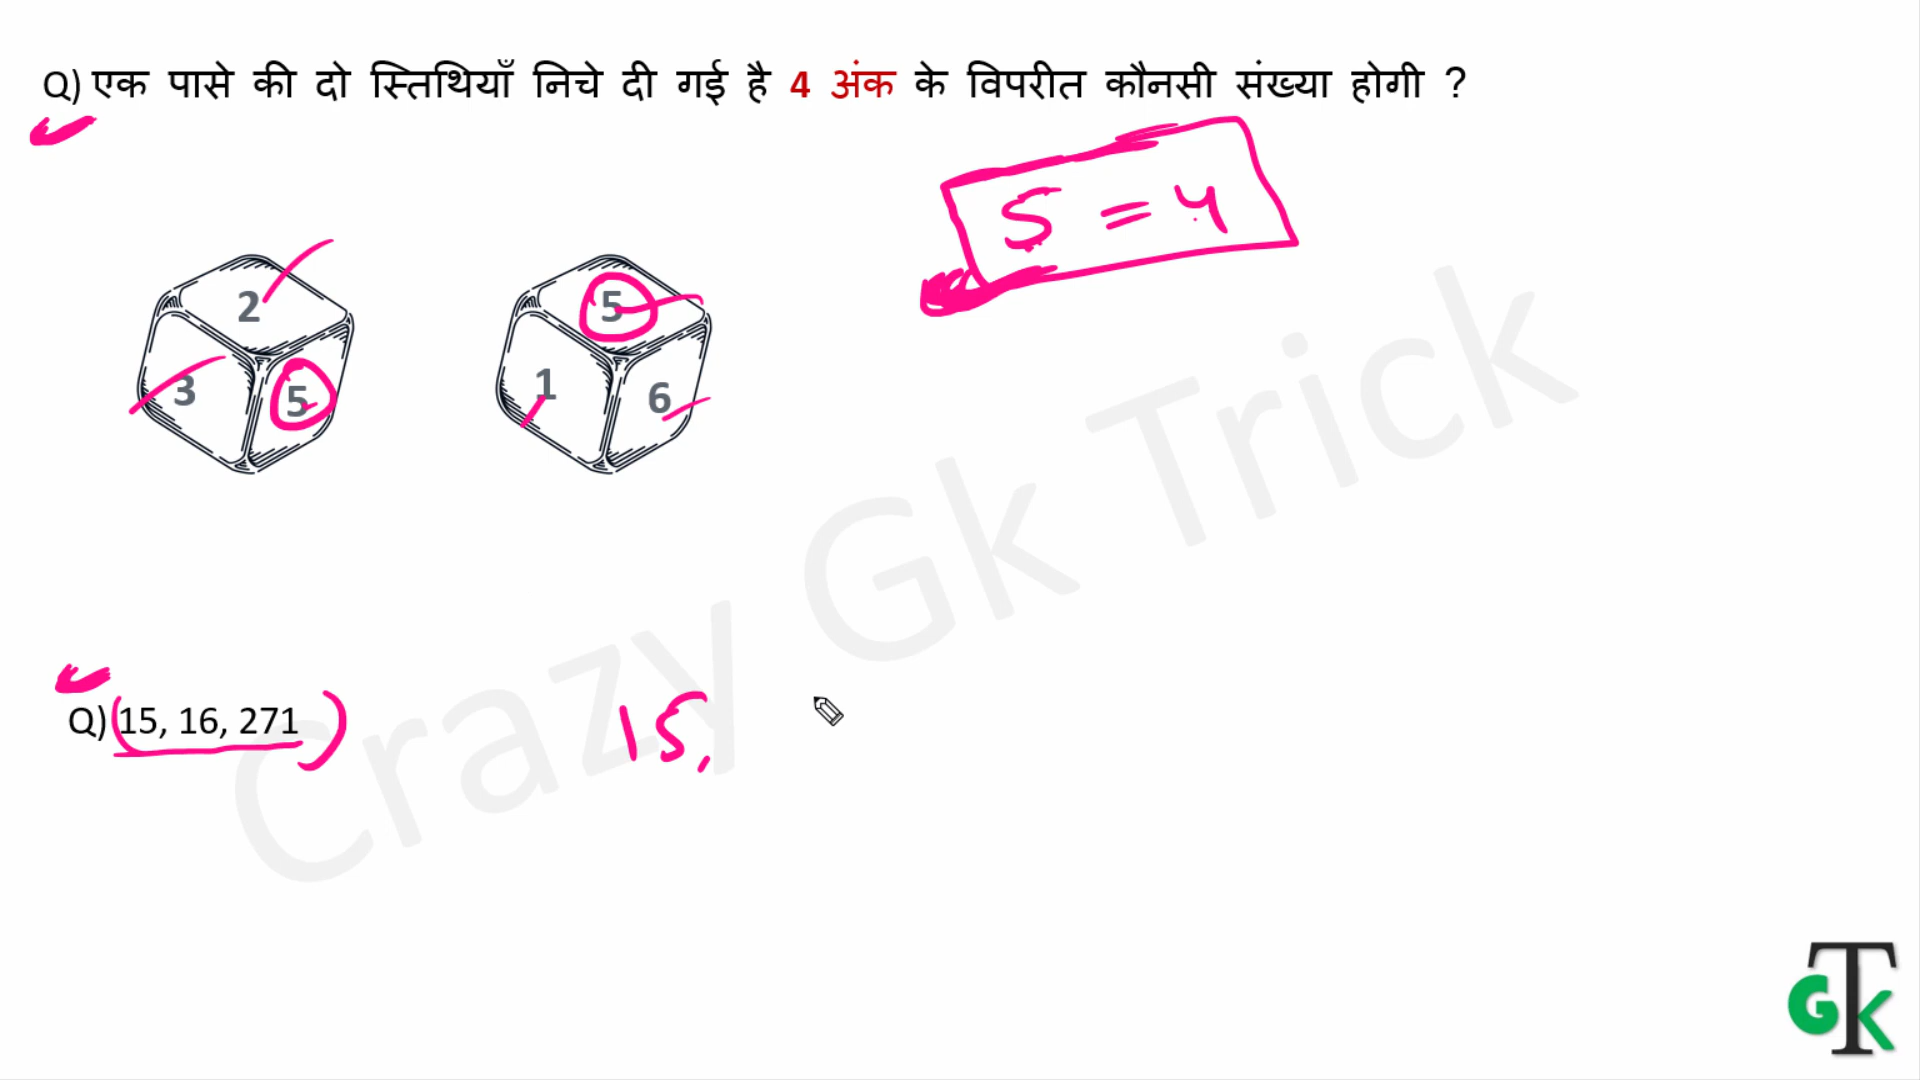 Q) एक पासे की दो स्तिथियाँ निचे दी गई है 4 अंक के विपरीत कौनसी संख्या होगी ?
5 = 4
2
3
5
5
1
6
Q) (15, 16, 271)
15,
Crazy Gk Trick
GTK